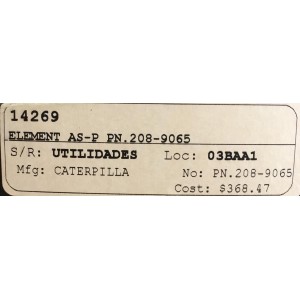 14269
ELEMENT AS-P PN.208-9065
S/R: UTILIDADES Loc: 03BAA1
Mfg: CATERPILLA No: PN.208-9065
Cost: $368.47